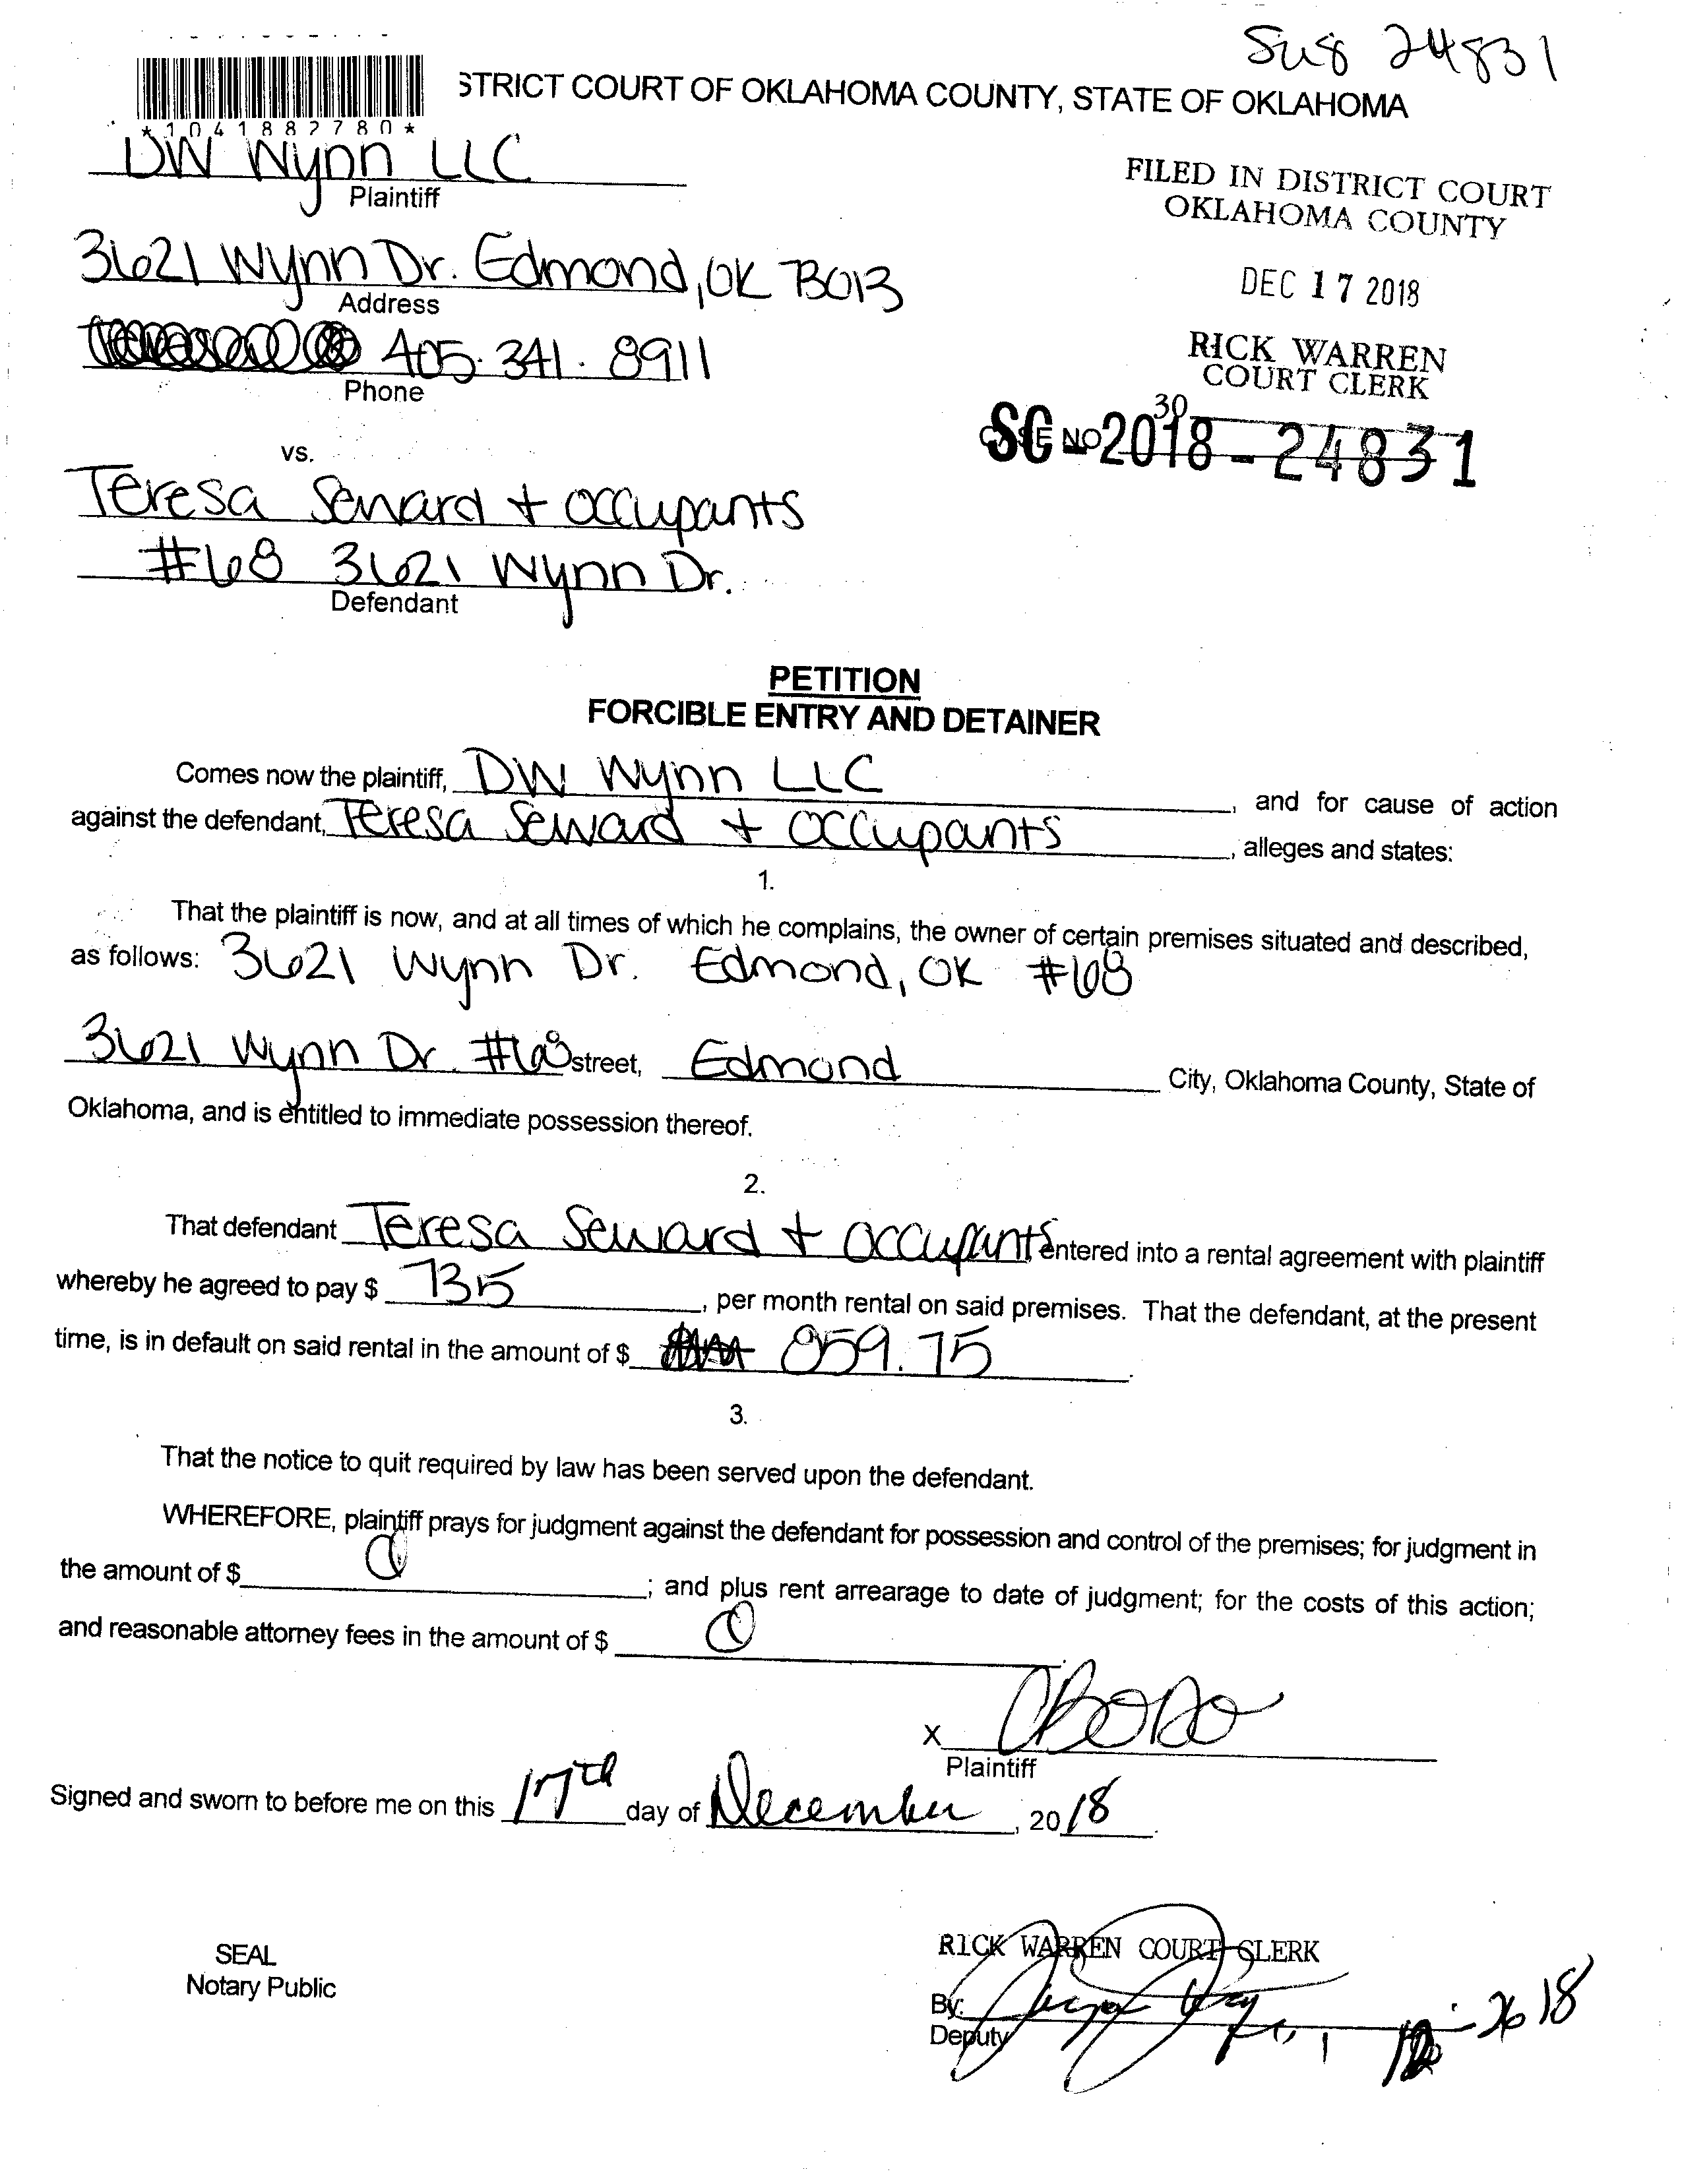 SU8 24831
STRICT COURT OF OKLAHOMA COUNTY, STATE OF OKLAHOMA
*1041882780*
DW Wynn LLC
Plaintiff
FILED IN DISTRICT COURT
OKLAHOMA COUNTY
3621 Wynn Dr. Edmond, OK 73013
Address
DEC 17 2018
405. 341. 8911
Phone
RICK WARREN
COURT CLERK
30
CASE NO
SC-2018-24831
vs.
Teresa Seward + occupants
#68 3621 Wynn Dr.
Defendant
PETITION
FORCIBLE ENTRY AND DETAINER
Comes now the plaintiff, DW Wynn LLC, and for cause of action
against the defendant, Teresa Seward + occupants, alleges and states:
1.
That the plaintiff is now, and at all times of which he complains, the owner of certain premises situated and described,
as follows: 3621 Wynn Dr. Edmond, OK #68
3621 Wynn Dr. #68 street, Edmond City, Oklahoma County, State of
Oklahoma, and is entitled to immediate possession thereof.
2.
That defendant Teresa Seward + occupants entered into a rental agreement with plaintiff
whereby he agreed to pay $ 735, per month rental on said premises. That the defendant, at the present
time, is in default on said rental in the amount of $ 859.75.
3.
That the notice to quit required by law has been served upon the defendant.
WHEREFORE, plaintiff prays for judgment against the defendant for possession and control of the premises; for judgment in
the amount of $ 0; and plus rent arrearage to date of judgment; for the costs of this action;
and reasonable attorney fees in the amount of $ 0.
X
Plaintiff
Signed and sworn to before me on this 17th day of December, 2018.
SEAL
Notary Public
RICK WARREN COURT CLERK
By:
Deputy